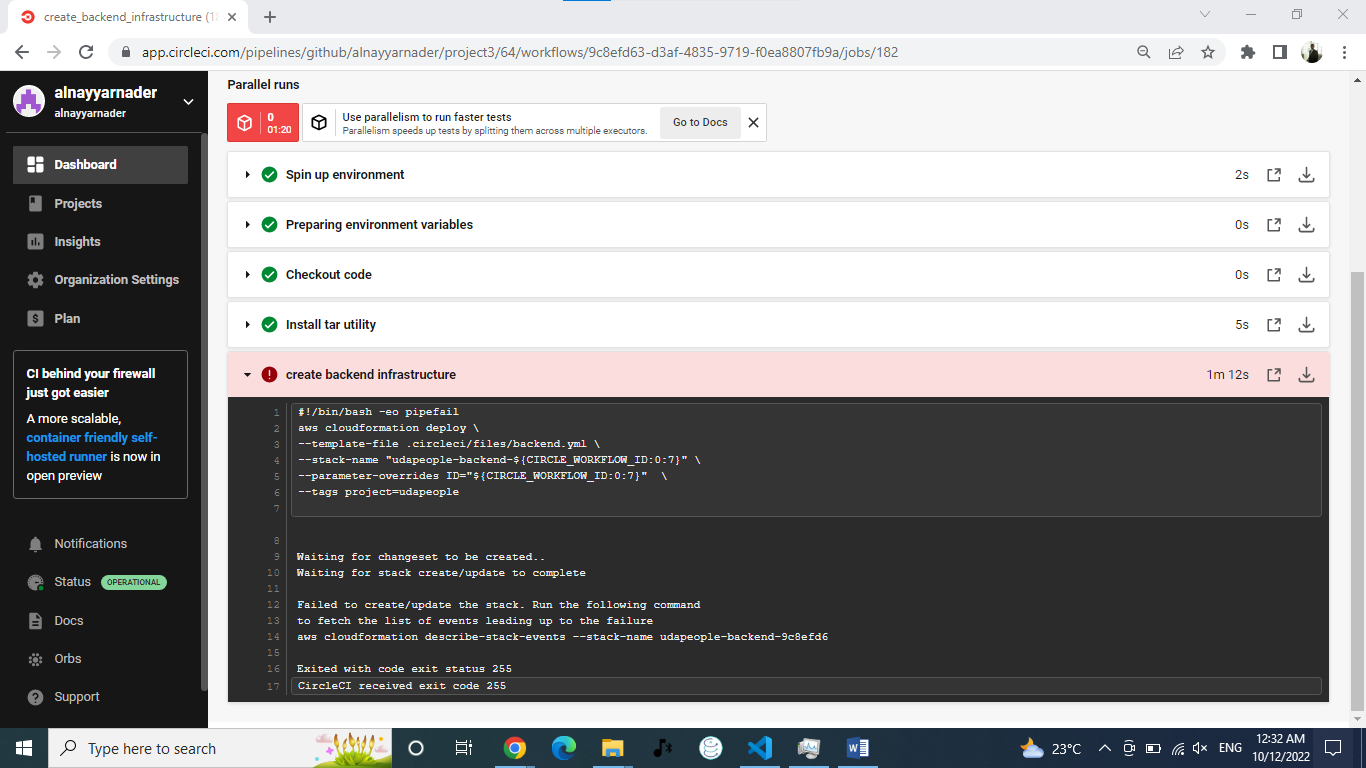 create_backend_infrastructure (18
app.circleci.com/pipelines/github/alnayyarnader/project3/64/workflows/9c8efd63-d3af-4835-9719-f0ea8807fb9a/jobs/182
alnayyarnader
alnayyarnader
Dashboard
Projects
Insights
Organization Settings
Plan
CI behind your firewall
just got easier
A more scalable,
container friendly self-
hosted runner is now in
open preview
Notifications
Status OPERATIONAL
Docs
Orbs
Support
Parallel runs
0
01:20
Use parallelism to run faster tests
Parallelism speeds up tests by splitting them across multiple executors.
Go to Docs
Spin up environment 2s
Preparing environment variables 0s
Checkout code 0s
Install tar utility 5s
create backend infrastructure 1m 12s
1 #!/bin/bash -eo pipefail
2 aws cloudformation deploy \
3 --template-file .circleci/files/backend.yml \
4 --stack-name "udapeople-backend-${CIRCLE_WORKFLOW_ID:0:7}" \
5 --parameter-overrides ID="${CIRCLE_WORKFLOW_ID:0:7}"  \
6 --tags project=udapeople
7
8
9 Waiting for changeset to be created..
10 Waiting for stack create/update to complete
11
12 Failed to create/update the stack. Run the following command
13 to fetch the list of events leading up to the failure
14 aws cloudformation describe-stack-events --stack-name udapeople-backend-9c8efd6
15
16 Exited with code exit status 255
17 CircleCI received exit code 255
Type here to search
23°C
ENG
12:32 AM
10/12/2022